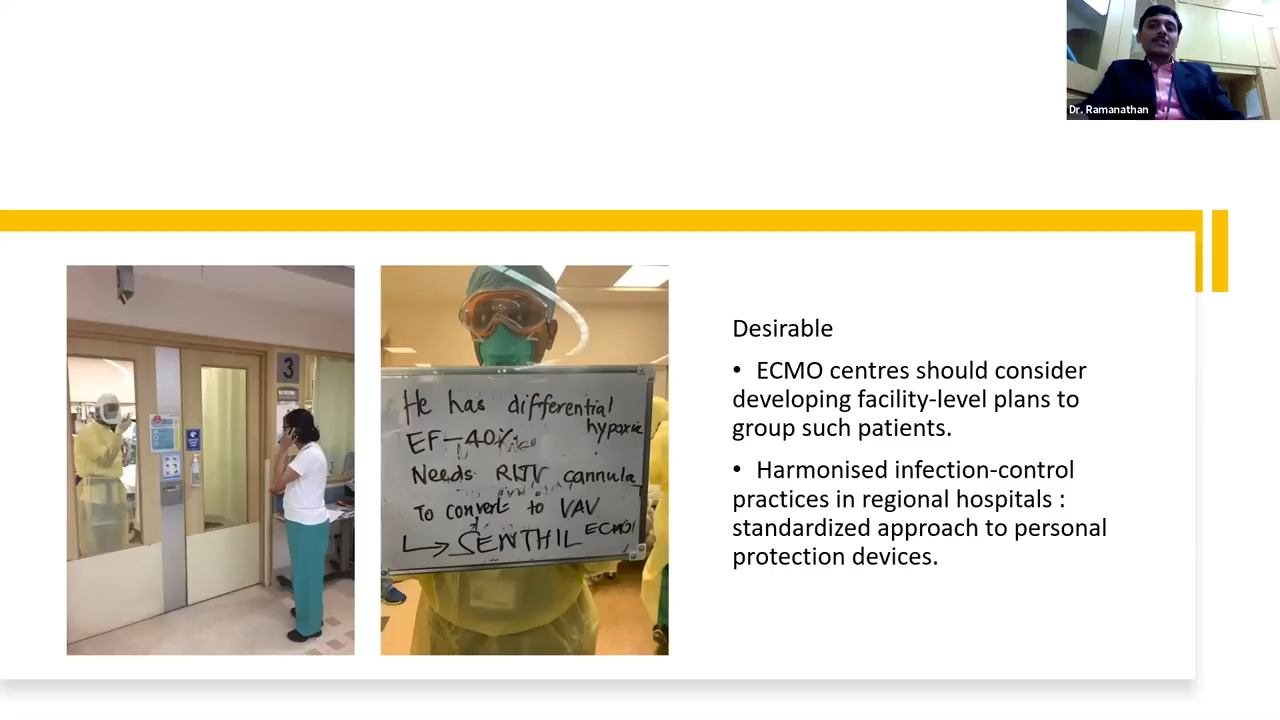 Dr. Ramanathan
3
He has differential
hypoxia
EF-40%
Needs
cannula
To convert to VAV
ECMO
SENTHIL
Desirable
• ECMO centres should consider
developing facility-level plans to
group such patients.
• Harmonised infection-control
practices in regional hospitals :
standardized approach to personal
protection devices.